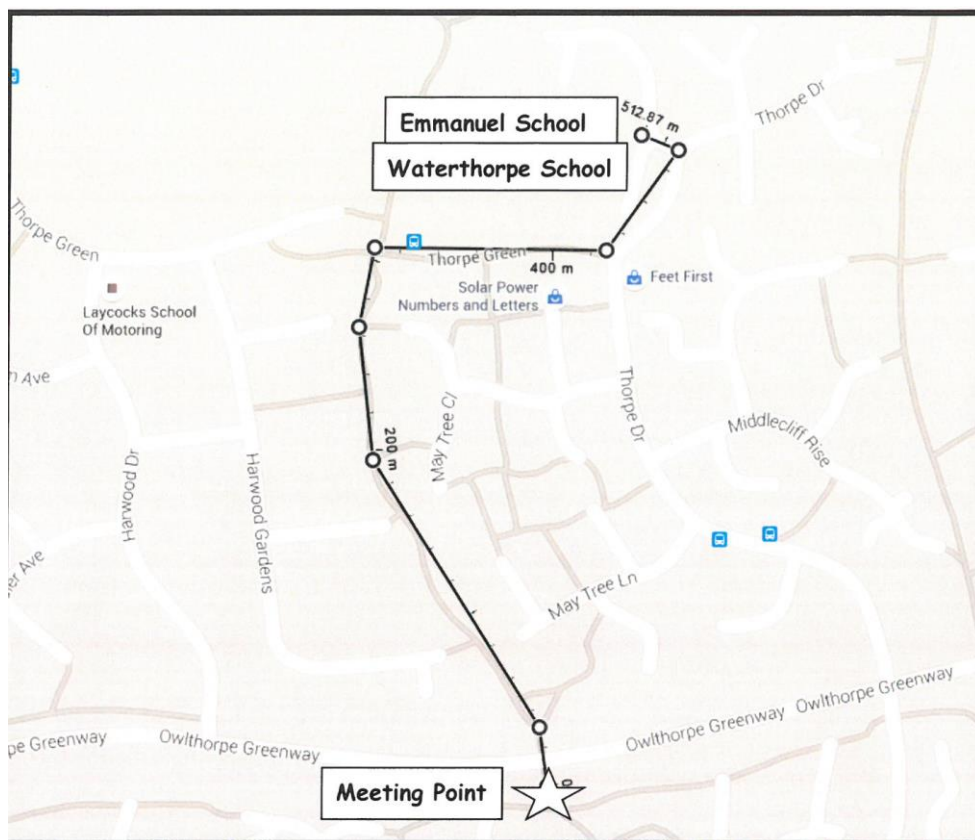 Emmanuel School
Waterthorpe School
512.87 m
Thorpe Dr
Thorpe Green
Thorpe Green
400 m
Solar Power
Numbers and Letters
Feet First
Laycocks School
Of Motoring
n Ave
May Tree Cl
Thorpe Dr
Middlecliff Rise
200 m
Harwood Dr
Harwood Gardens
er Ave
May Tree Ln
Owlthorpe Greenway
Owlthorpe Greenway
pe Greenway
Owlthorpe Greenway
Meeting Point
0